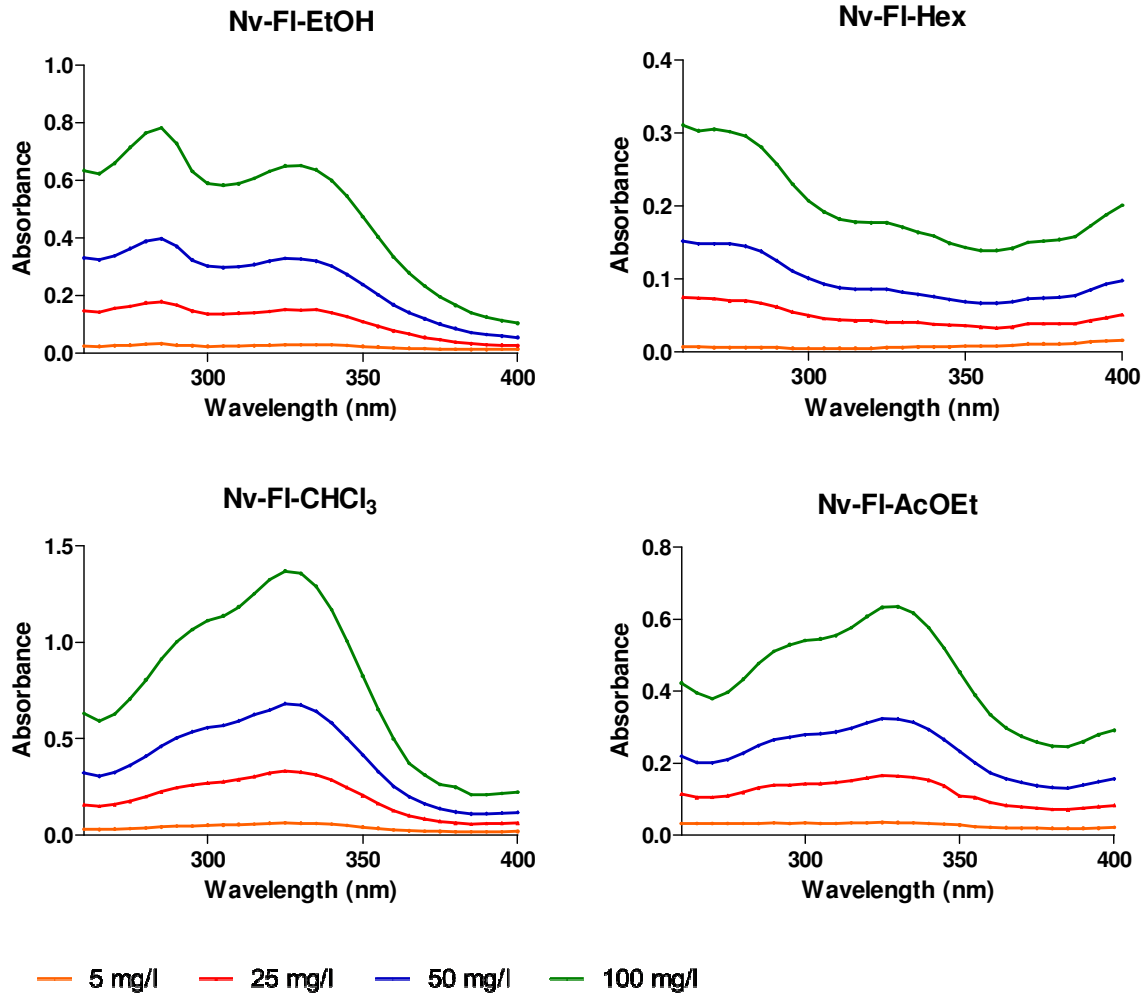 Nv-Fl-EtOH
1.0
0.8
0.6
0.4
0.2
0.0
Absorbance
300
350
400
Wavelength (nm)
Nv-Fl-Hex
0.4
0.3
0.2
0.1
0.0
Absorbance
300
350
400
Wavelength (nm)
Nv-Fl-CHCl₃
1.5
1.0
0.5
0.0
Absorbance
300
350
400
Wavelength (nm)
Nv-Fl-AcOEt
0.8
0.6
0.4
0.2
0.0
Absorbance
300
350
400
Wavelength (nm)
5 mg/l 25 mg/l 50 mg/l 100 mg/l